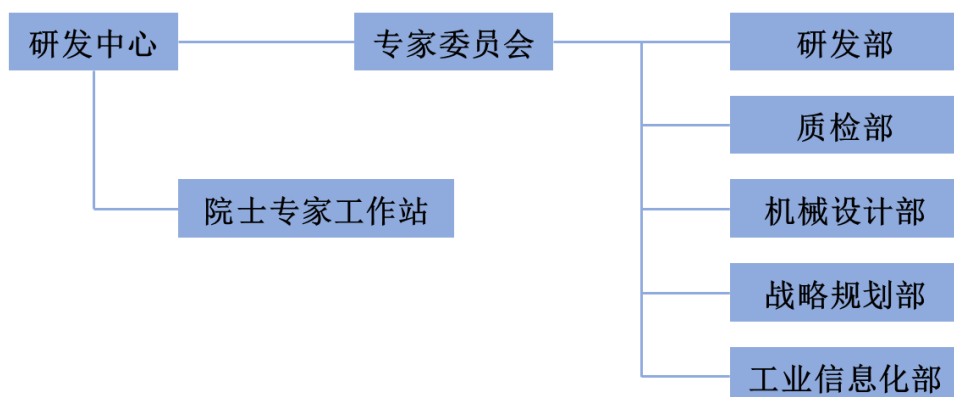 研发中心
专家委员会
研发部
质检部
院士专家工作站
机械设计部
战略规划部
工业信息化部